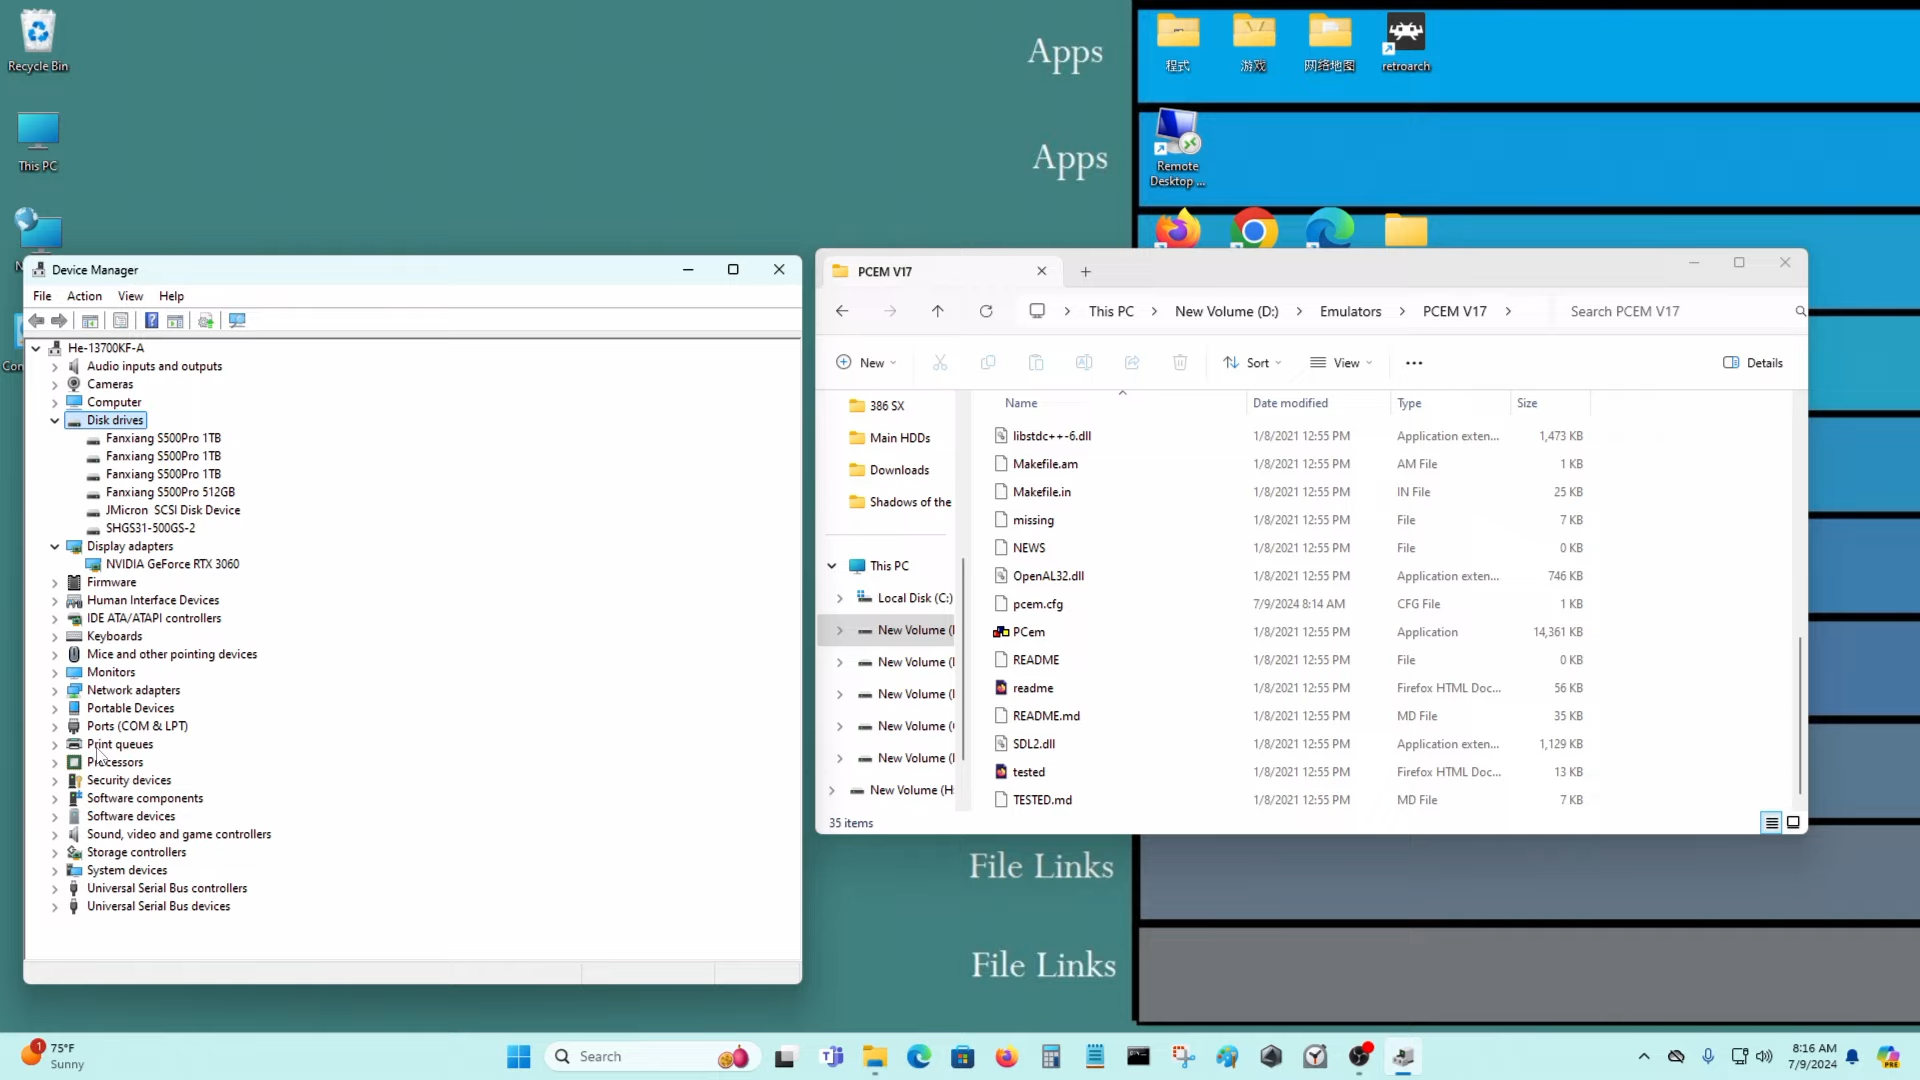 Recycle Bin
This PC
Apps
程式
游戏
网络地图
retroarch
Apps
Remote
Desktop ...
Device Manager
File
Action
View
Help
He-13700KF-A
Audio inputs and outputs
Cameras
Computer
Disk drives
Fanxiang S500Pro 1TB
Fanxiang S500Pro 1TB
Fanxiang S500Pro 1TB
Fanxiang S500Pro 512GB
JMicron  SCSI Disk Device
SHGS31-500GS-2
Display adapters
NVIDIA GeForce RTX 3060
Firmware
Human Interface Devices
IDE ATA/ATAPI controllers
Keyboards
Mice and other pointing devices
Monitors
Network adapters
Portable Devices
Ports (COM & LPT)
Print queues
Processors
Security devices
Software components
Software devices
Sound, video and game controllers
Storage controllers
System devices
Universal Serial Bus controllers
Universal Serial Bus devices
PCEM V17
This PC > New Volume (D:) > Emulators > PCEM V17 >
Search PCEM V17
New
Sort
View
Details
386 SX
Main HDDs
Downloads
Shadows of the
This PC
Local Disk (C:)
New Volume (
New Volume (
New Volume (
New Volume (
New Volume (
New Volume (H:
Name Date modified Type Size
libstdc++-6.dll 1/8/2021 12:55 PM Application exten... 1,473 KB
Makefile.am 1/8/2021 12:55 PM AM File 1 KB
Makefile.in 1/8/2021 12:55 PM IN File 25 KB
missing 1/8/2021 12:55 PM File 7 KB
NEWS 1/8/2021 12:55 PM File 0 KB
OpenAL32.dll 1/8/2021 12:55 PM Application exten... 746 KB
pcem.cfg 7/9/2024 8:14 AM CFG File 1 KB
PCem 1/8/2021 12:55 PM Application 14,361 KB
README 1/8/2021 12:55 PM File 0 KB
readme 1/8/2021 12:55 PM Firefox HTML Doc... 56 KB
README.md 1/8/2021 12:55 PM MD File 35 KB
SDL2.dll 1/8/2021 12:55 PM Application exten... 1,129 KB
tested 1/8/2021 12:55 PM Firefox HTML Doc... 13 KB
TESTED.md 1/8/2021 12:55 PM MD File 7 KB
35 items
File Links
File Links
1
75°F
Sunny
Search
8:16 AM
7/9/2024
PRE